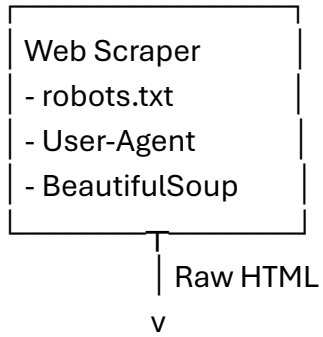 Web Scraper
- robots.txt
- User-Agent
- BeautifulSoup
Raw HTML
v